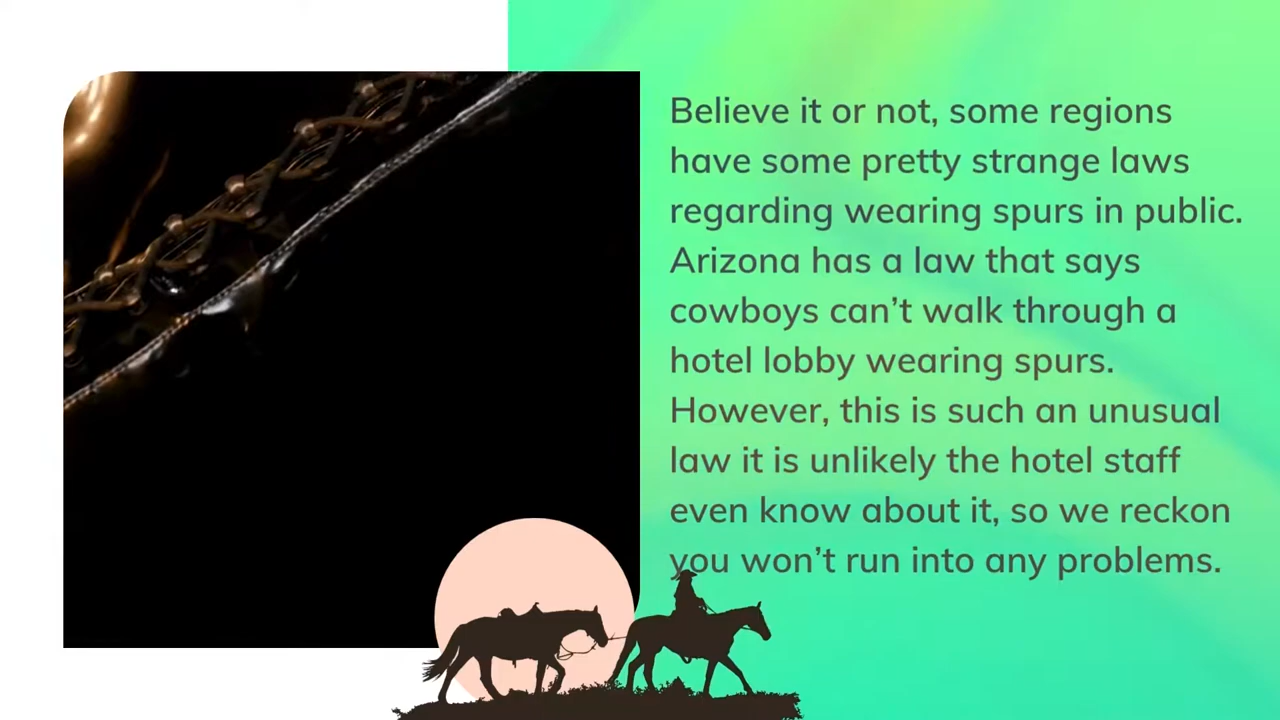 Believe it or not, some regions
have some pretty strange laws
regarding wearing spurs in public.
Arizona has a law that says
cowboys can’t walk through a
hotel lobby wearing spurs.
However, this is such an unusual
law it is unlikely the hotel staff
even know about it, so we reckon
you won’t run into any problems.